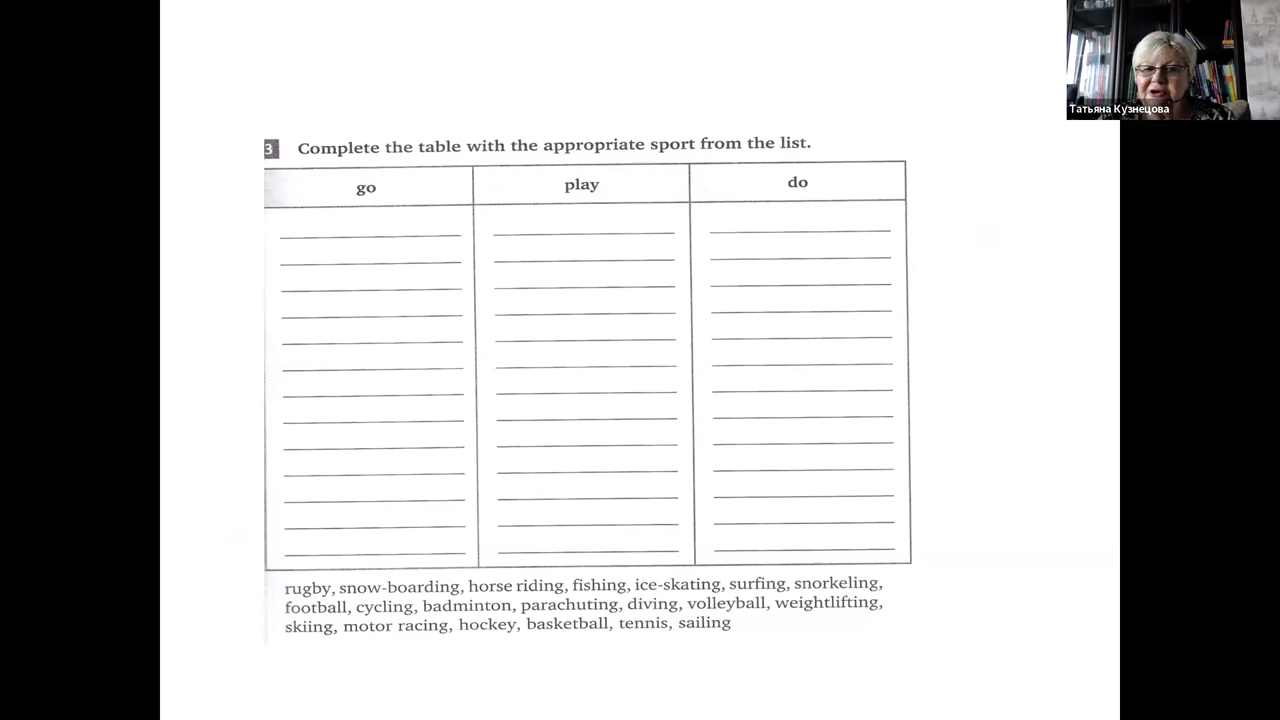 Татьяна Кузнецова
3 Complete the table with the appropriate sport from the list.
go play do
rugby, snow-boarding, horse riding, fishing, ice-skating, surfing, snorkeling,
football, cycling, badminton, parachuting, diving, volleyball, weightlifting,
skiing, motor racing, hockey, basketball, tennis, sailing